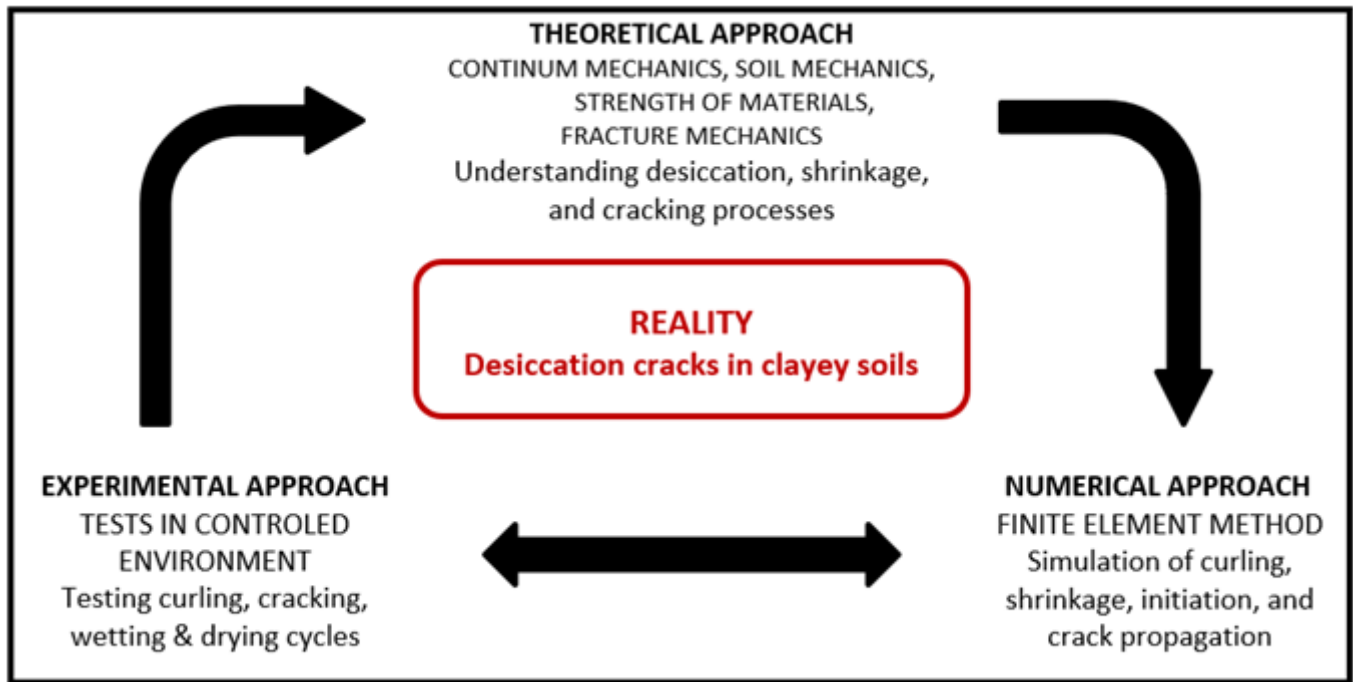 THEORETICAL APPROACH
CONTINUM MECHANICS, SOIL MECHANICS,
STRENGTH OF MATERIALS,
FRACTURE MECHANICS
Understanding desiccation, shrinkage,
and cracking processes
REALITY
Desiccation cracks in clayey soils
EXPERIMENTAL APPROACH
TESTS IN CONTROLED
ENVIRONMENT
Testing curling, cracking,
wetting & drying cycles
NUMERICAL APPROACH
FINITE ELEMENT METHOD
Simulation of curling,
shrinkage, initiation, and
crack propagation